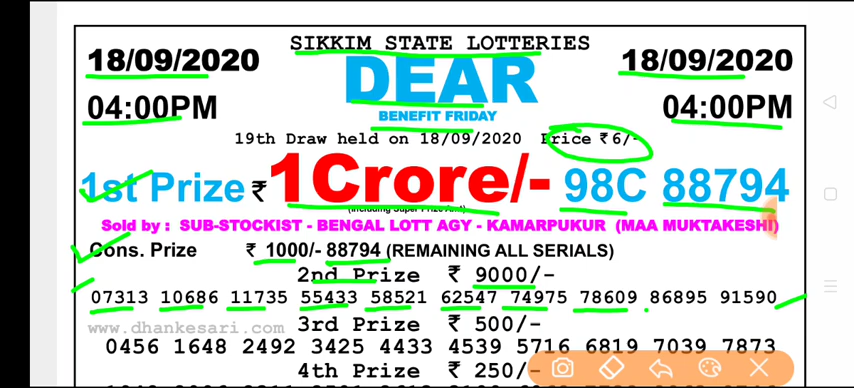 SIKKIM STATE LOTTERIES
18/09/2020 DEAR 18/09/2020
04:00PM BENEFIT FRIDAY 04:00PM
19th Draw held on 18/09/2020 Price ₹ 6/-
1st Prize ₹ 1Crore/- 98C 88794
(Including Super Prize Amt)
Sold by : SUB-STOCKIST - BENGAL LOTT AGY - KAMARPUKUR (MAA MUKTAKESHI)
Cons. Prize ₹ 1000/- 88794 (REMAINING ALL SERIALS)
2nd Prize ₹ 9000/-
07313 10686 11735 55433 58521 62547 74975 78609 86895 91590
www.dhankesari.com
3rd Prize ₹ 500/-
0456 1648 2492 3425 4433 4539 5716 6819 7039 7873
4th Prize ₹ 250/-